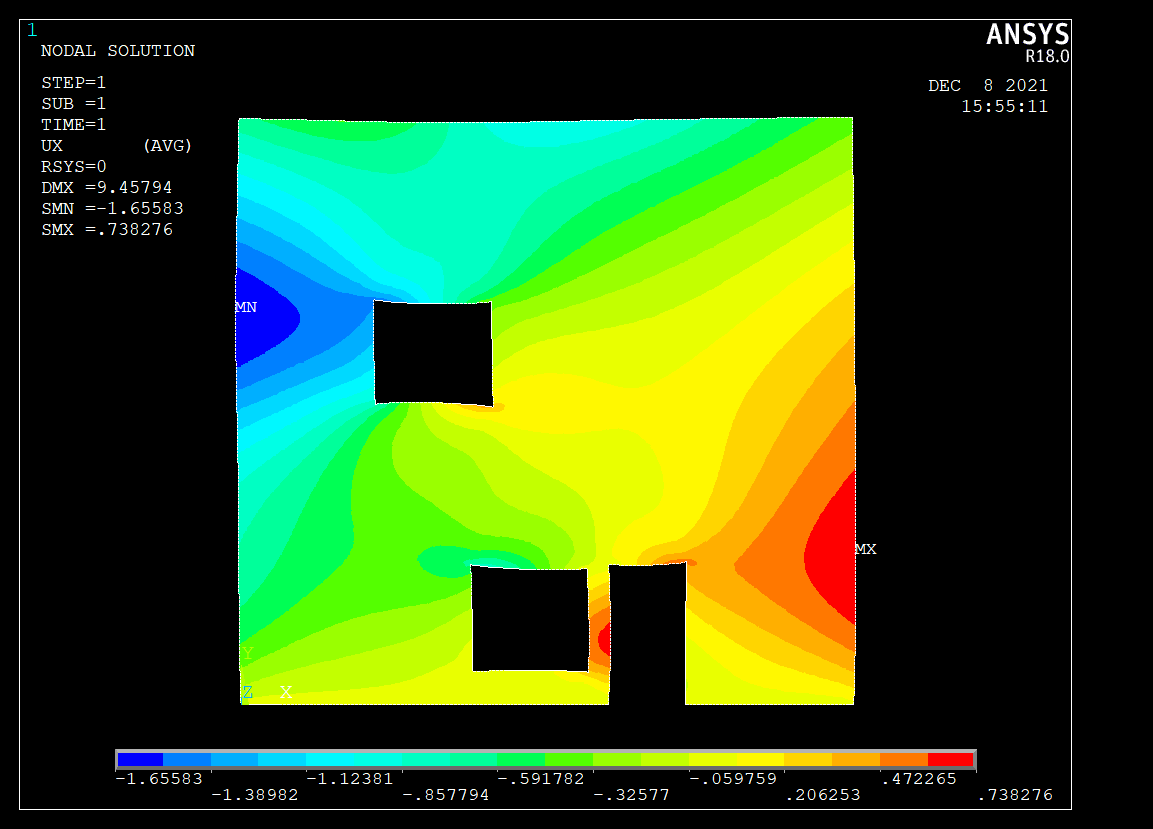 1
ANSYS
R18.0
NODAL SOLUTION
STEP=1
SUB =1
TIME=1
UX (AVG)
RSYS=0
DMX =9.45794
SMN =-1.65583
SMX =.738276
DEC 8 2021
15:55:11
MN
MX
Y
Z X
-1.65583 -1.12381 -.591782 -.059759 .472265
-1.38982 -.857794 -.32577 .206253 .738276